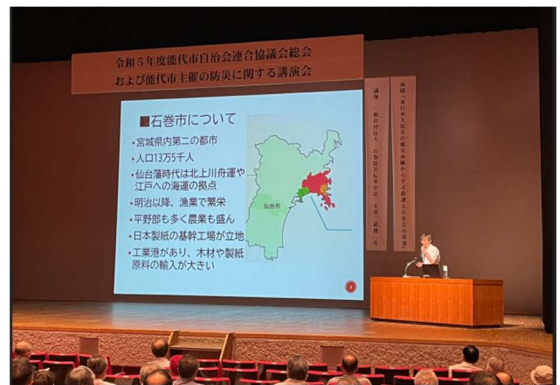 令和5年度能代市自治会連合協議会総会
および能代市主催の防災に関する講演会
石巻市について
•宮城県内第二の都市
•人口13万5千人
•仙台藩時代は北上川舟運や
江戸への海運の拠点
•明治以降、漁業で繁栄
•平野部も多く農業も盛ん
•日本製紙の基幹工場が立地
•工業港があり、木材や製紙
原料の輸入が大きい
仙台市